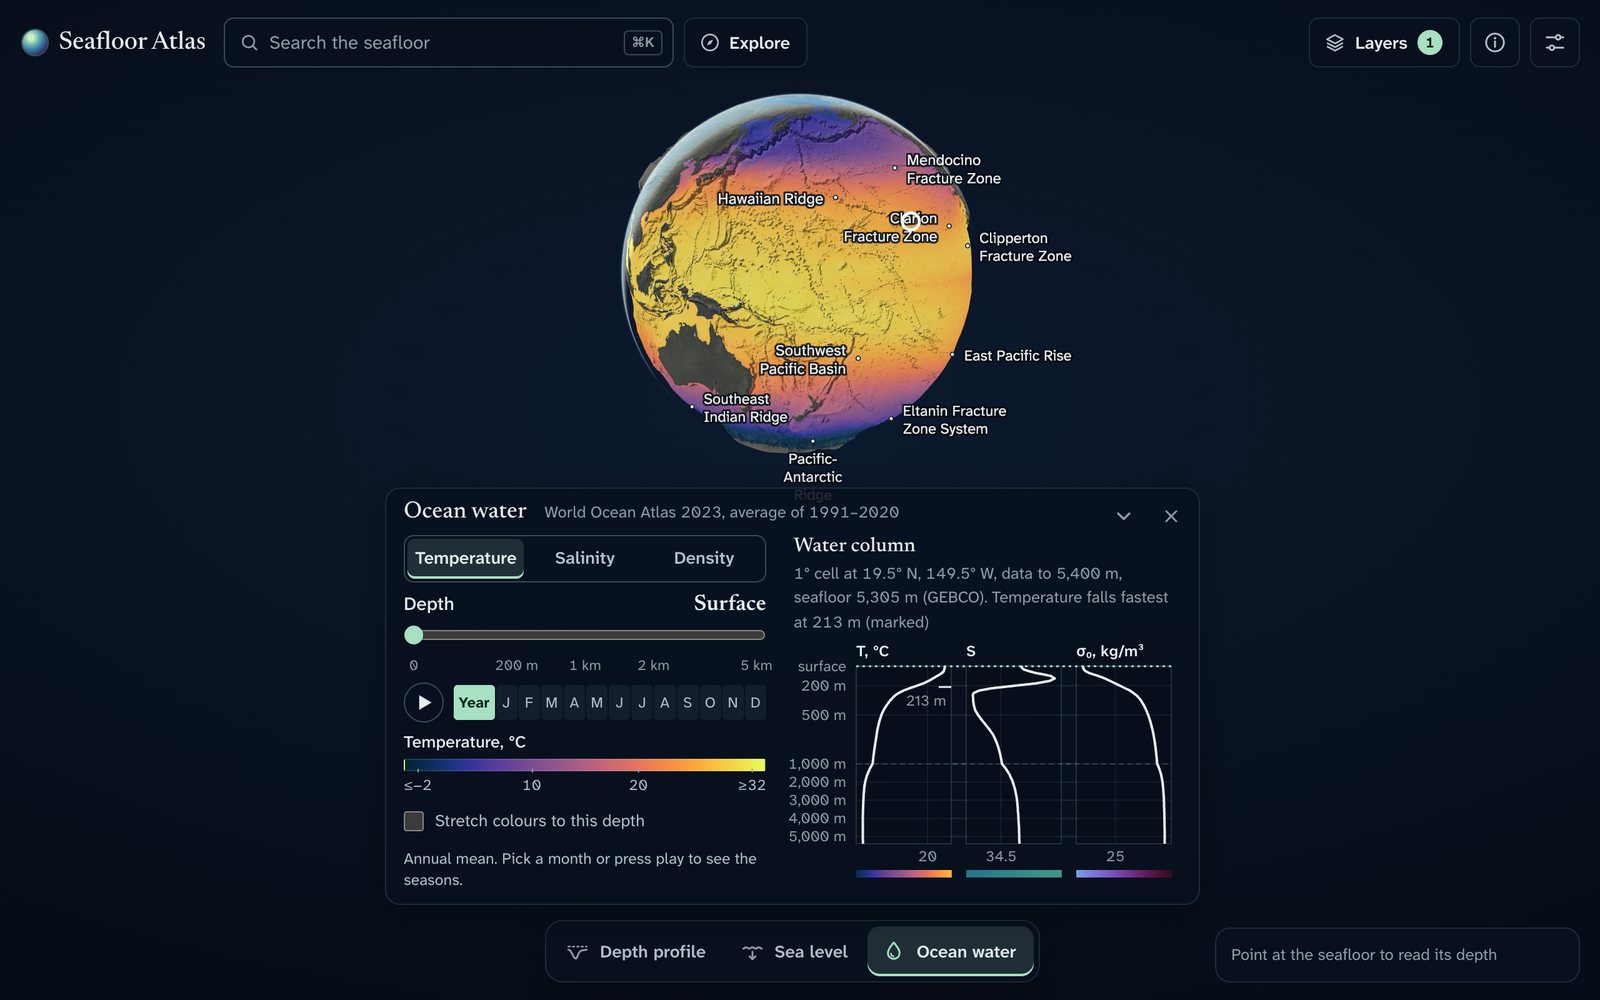 Seafloor Atlas
Search the seafloor
⌘K
Explore
Layers
1
Mendocino
Fracture Zone
Hawaiian Ridge
Clarion
Fracture Zone
Clipperton
Fracture Zone
Southwest
Pacific Basin
East Pacific Rise
Southeast
Indian Ridge
Eltanin Fracture
Zone System
Pacific-
Antarctic
Ridge
Ocean water
World Ocean Atlas 2023, average of 1991–2020
Temperature
Salinity
Density
Depth
Surface
0
200 m
1 km
2 km
5 km
Year
J
F
M
A
M
J
J
A
S
O
N
D
Temperature, °C
≤−2
10
20
≥32
Stretch colours to this depth
Annual mean. Pick a month or press play to see the
seasons.
Water column
1° cell at 19.5° N, 149.5° W, data to 5,400 m,
seafloor 5,305 m (GEBCO). Temperature falls fastest
at 213 m (marked)
T, °C
S
σ₀, kg/m³
surface
200 m
213 m
500 m
1,000 m
2,000 m
3,000 m
4,000 m
5,000 m
20
34.5
25
Depth profile
Sea level
Ocean water
Point at the seafloor to read its depth